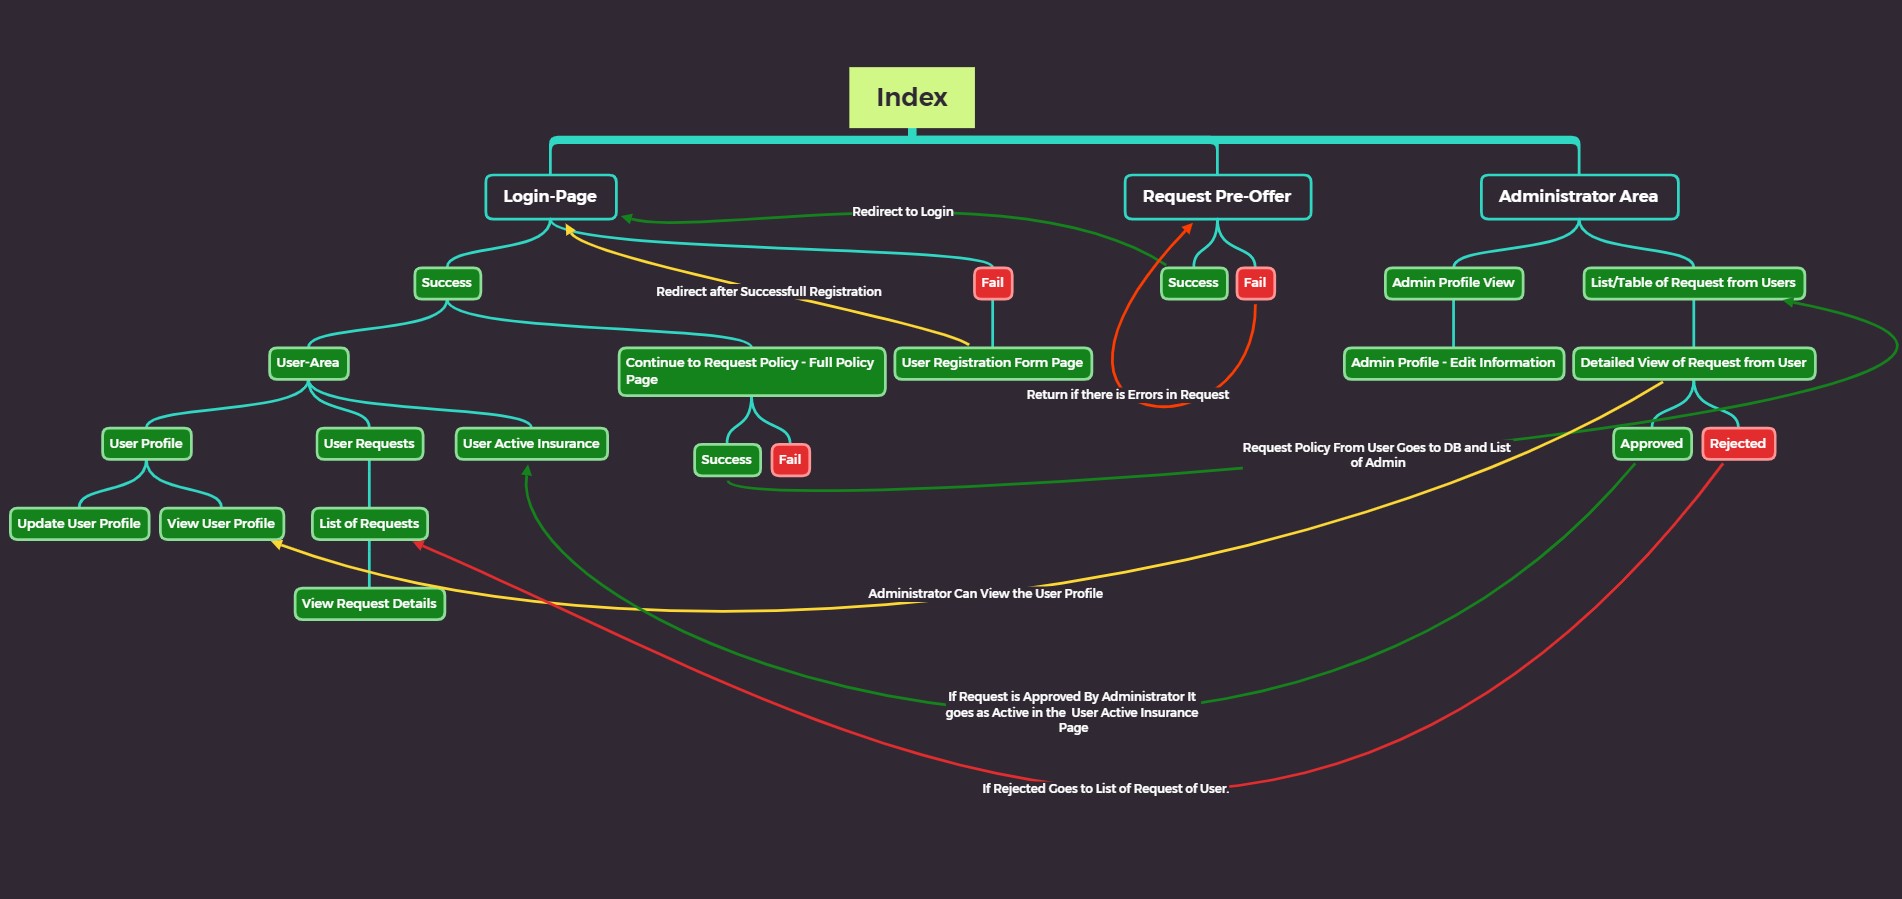 Index
Login-Page
Request Pre-Offer
Administrator Area
Redirect to Login
Success
Fail
Success
Fail
Admin Profile View
List/Table of Request from Users
Redirect after Successfull Registration
User-Area
Continue to Request Policy - Full Policy
Page
User Registration Form Page
Admin Profile - Edit Information
Detailed View of Request from User
Return if there is Errors in Request
User Profile
User Requests
User Active Insurance
Success
Fail
Request Policy From User Goes to DB and List
of Admin
Approved
Rejected
Update User Profile
View User Profile
List of Requests
View Request Details
Administrator Can View the User Profile
If Request is Approved By Administrator It
goes as Active in the  User Active Insurance
Page
If Rejected Goes to List of Request of User.